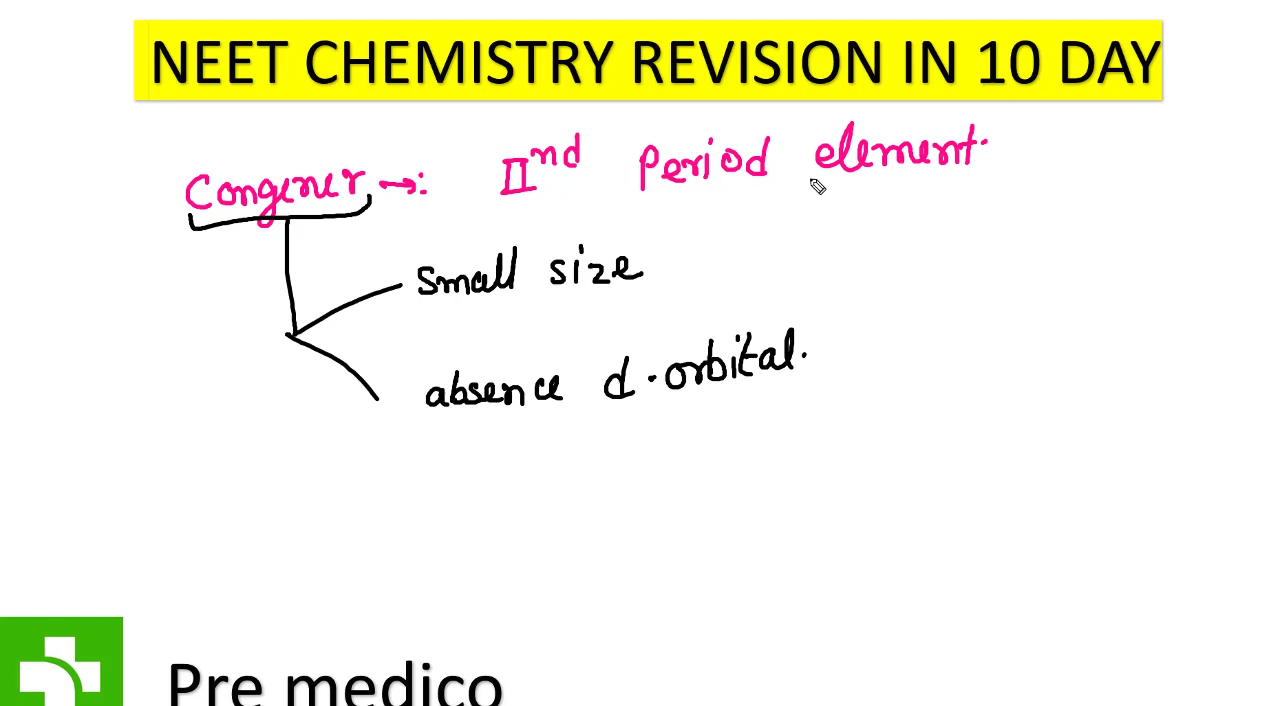 NEET CHEMISTRY REVISION IN 10 DAY
Congener →: IInd Period element.
Small size
absence d.orbital.
Pre medico